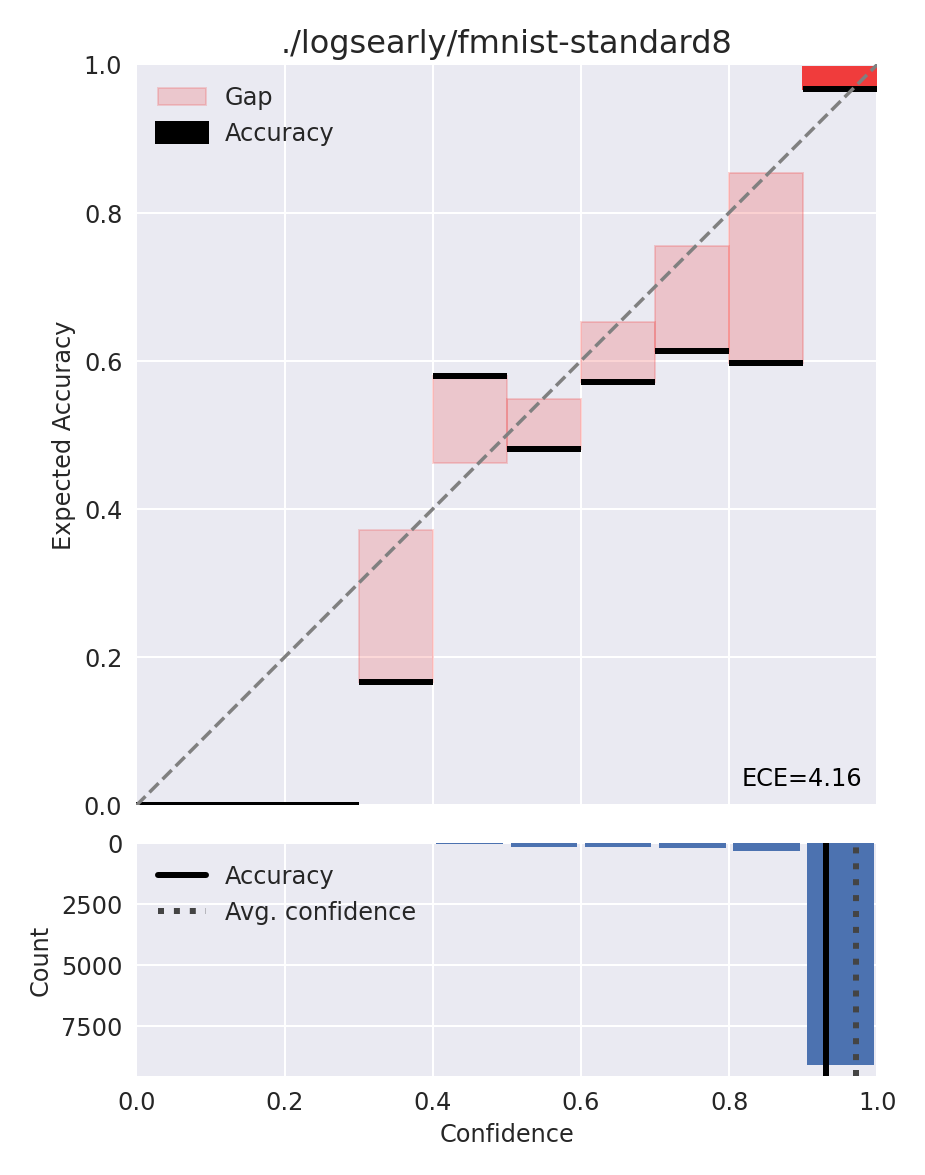 ./logsearly/fmnist-standard8
1.0
Gap
Accuracy
0.8
0.6
Expected Accuracy
0.4
0.2
ECE=4.16
0.0
0
Accuracy
2500
Avg. confidence
Count
5000
7500
0.0 0.2 0.4 0.6 0.8 1.0
Confidence